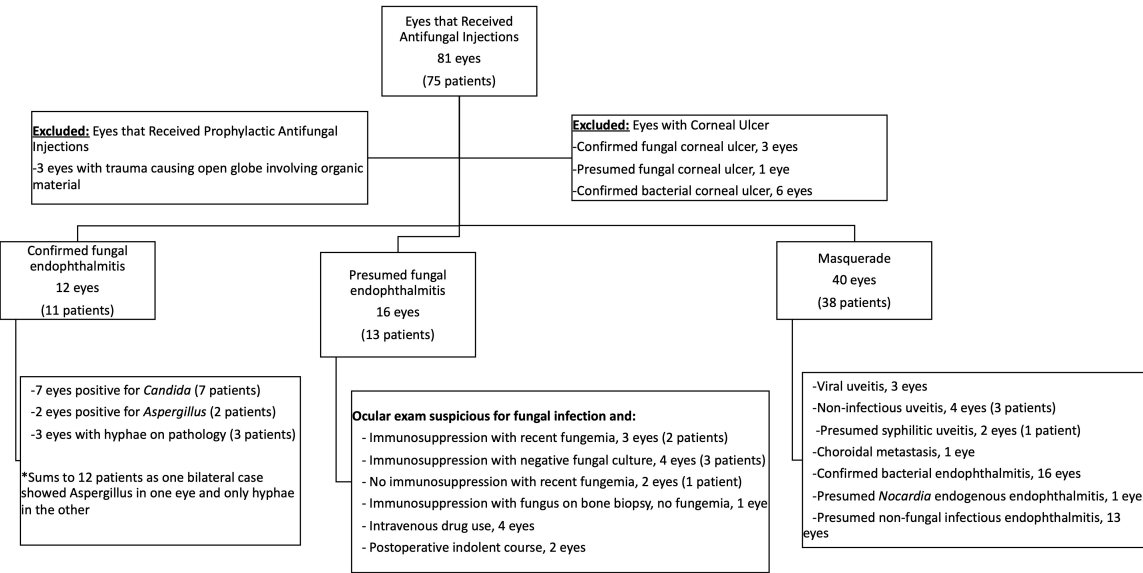 Eyes that Received
Antifungal Injections
81 eyes
(75 patients)
Excluded: Eyes that Received Prophylactic Antifungal
Injections
-3 eyes with trauma causing open globe involving organic
material
Excluded: Eyes with Corneal Ulcer
-Confirmed fungal corneal ulcer, 3 eyes
-Presumed fungal corneal ulcer, 1 eye
-Confirmed bacterial corneal ulcer, 6 eyes
Confirmed fungal
endophthalmitis
12 eyes
(11 patients)
Presumed fungal
endophthalmitis
16 eyes
(13 patients)
Masquerade
40 eyes
(38 patients)
-7 eyes positive for Candida (7 patients)
-2 eyes positive for Aspergillus (2 patients)
-3 eyes with hyphae on pathology (3 patients)
*Sums to 12 patients as one bilateral case
showed Aspergillus in one eye and only hyphae
in the other
Ocular exam suspicious for fungal infection and:
- Immunosuppression with recent fungemia, 3 eyes (2 patients)
- Immunosuppression with negative fungal culture, 4 eyes (3 patients)
- No immunosuppression with recent fungemia, 2 eyes (1 patient)
- Immunosuppression with fungus on bone biopsy, no fungemia, 1 eye
- Intravenous drug use, 4 eyes
- Postoperative indolent course, 2 eyes
-Viral uveitis, 3 eyes
-Non-infectious uveitis, 4 eyes (3 patients)
-Presumed syphilitic uveitis, 2 eyes (1 patient)
-Choroidal metastasis, 1 eye
-Confirmed bacterial endophthalmitis, 16 eyes
-Presumed Nocardia endogenous endophthalmitis, 1 eye
-Presumed non-fungal infectious endophthalmitis, 13
eyes